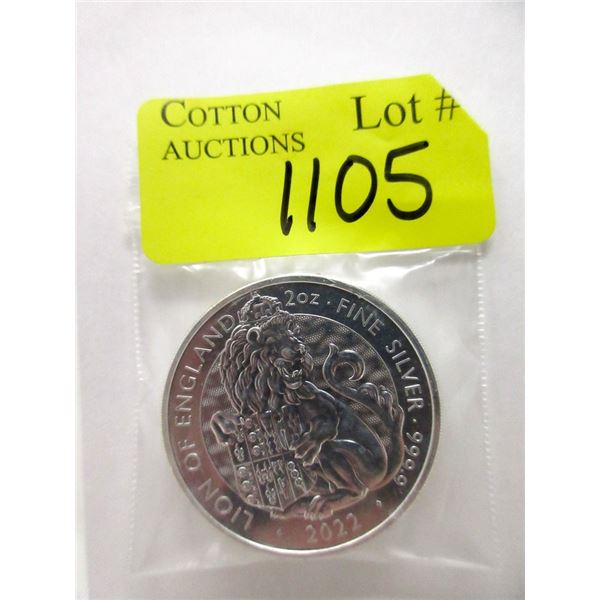 COTTON
AUCTIONS
Lot #
1105
LION OF ENGLAND 2OZ · FINE SILVER · 9999
· 2022 ·